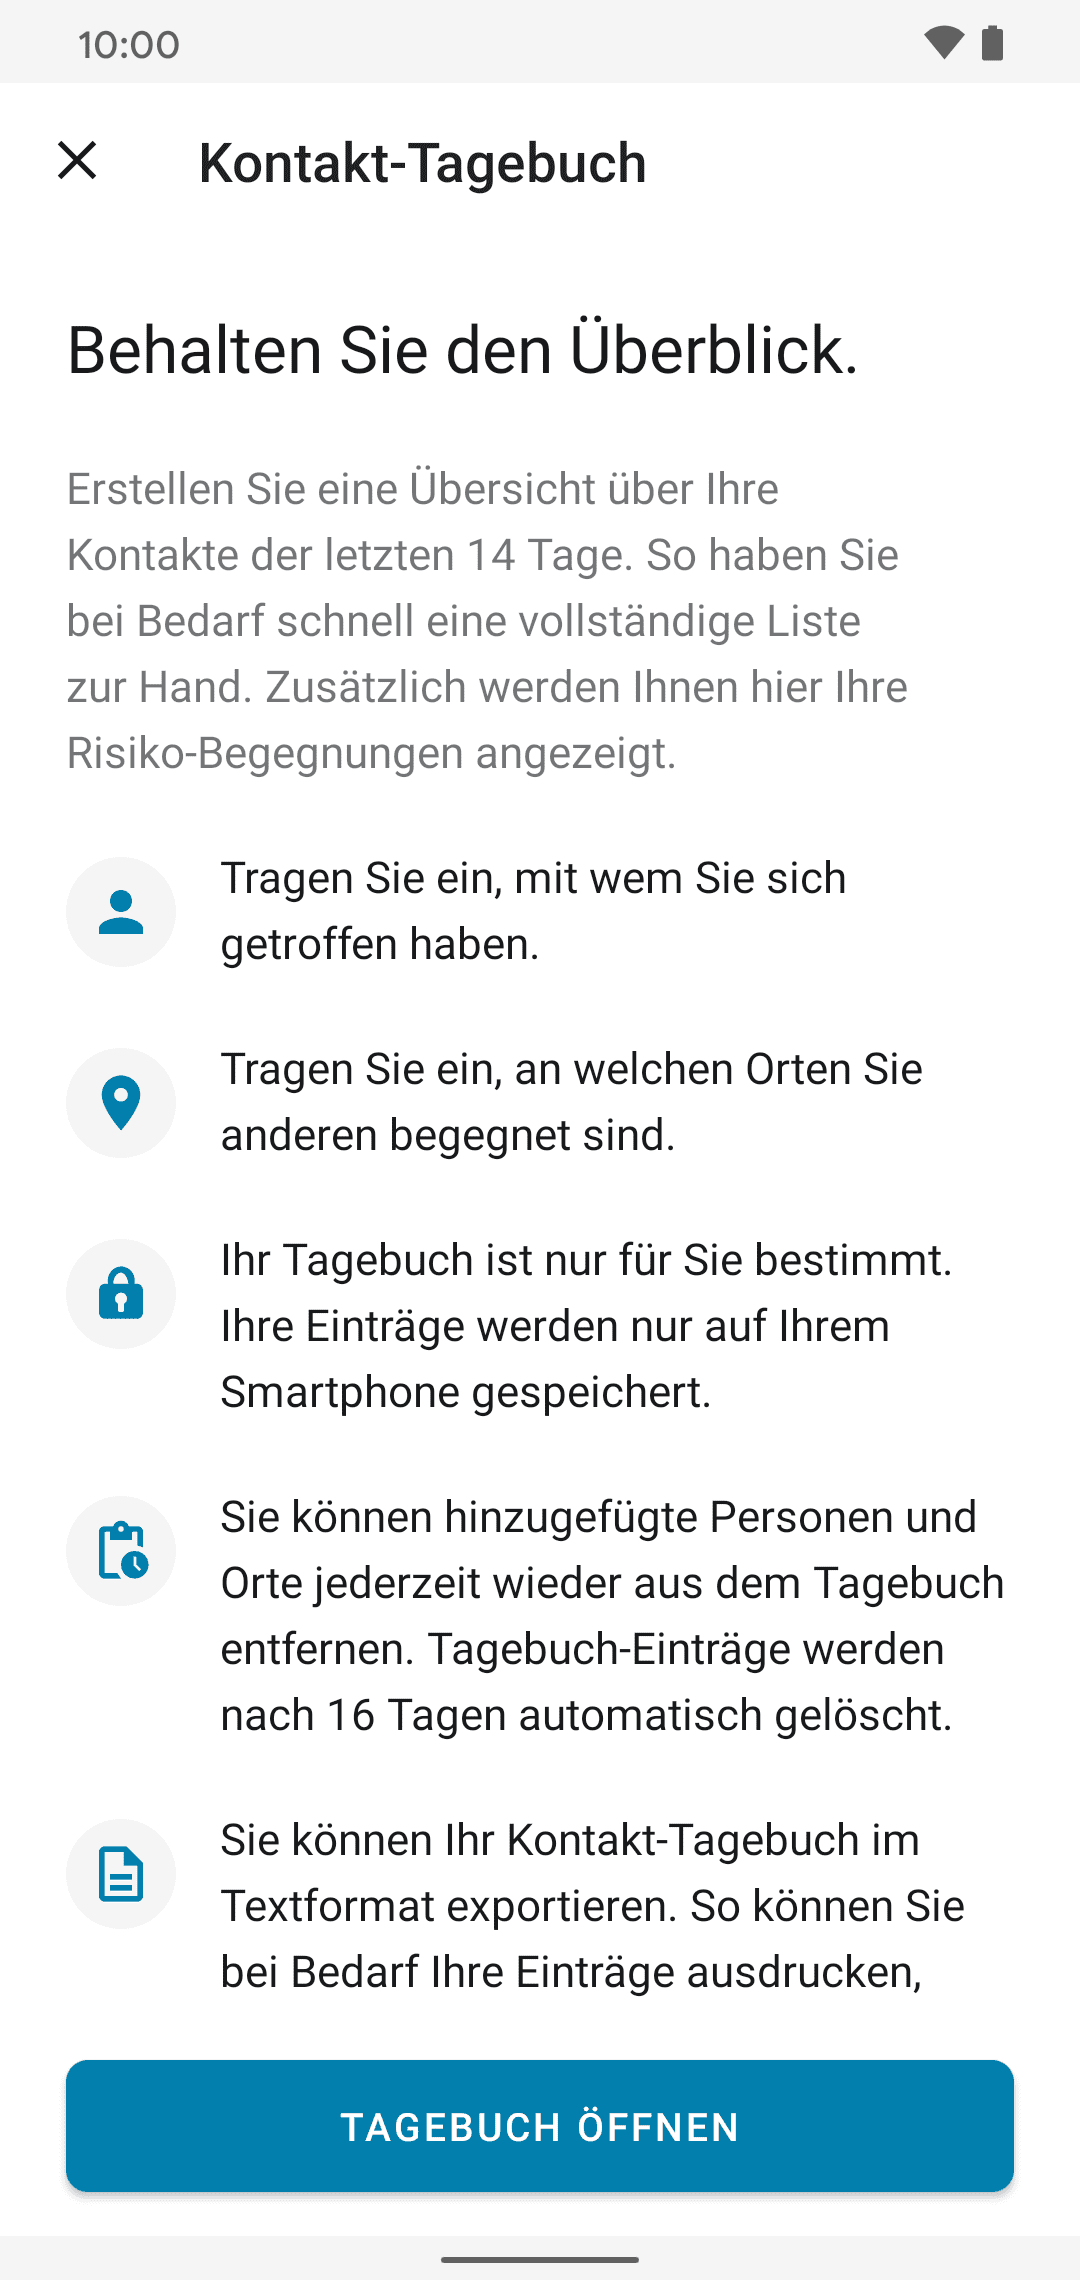 10:00
Kontakt-Tagebuch
Behalten Sie den Überblick.
Erstellen Sie eine Übersicht über Ihre
Kontakte der letzten 14 Tage. So haben Sie
bei Bedarf schnell eine vollständige Liste
zur Hand. Zusätzlich werden Ihnen hier Ihre
Risiko-Begegnungen angezeigt.
Tragen Sie ein, mit wem Sie sich
getroffen haben.
Tragen Sie ein, an welchen Orten Sie
anderen begegnet sind.
Ihr Tagebuch ist nur für Sie bestimmt.
Ihre Einträge werden nur auf Ihrem
Smartphone gespeichert.
Sie können hinzugefügte Personen und
Orte jederzeit wieder aus dem Tagebuch
entfernen. Tagebuch-Einträge werden
nach 16 Tagen automatisch gelöscht.
Sie können Ihr Kontakt-Tagebuch im
Textformat exportieren. So können Sie
bei Bedarf Ihre Einträge ausdrucken,
TAGEBUCH ÖFFNEN